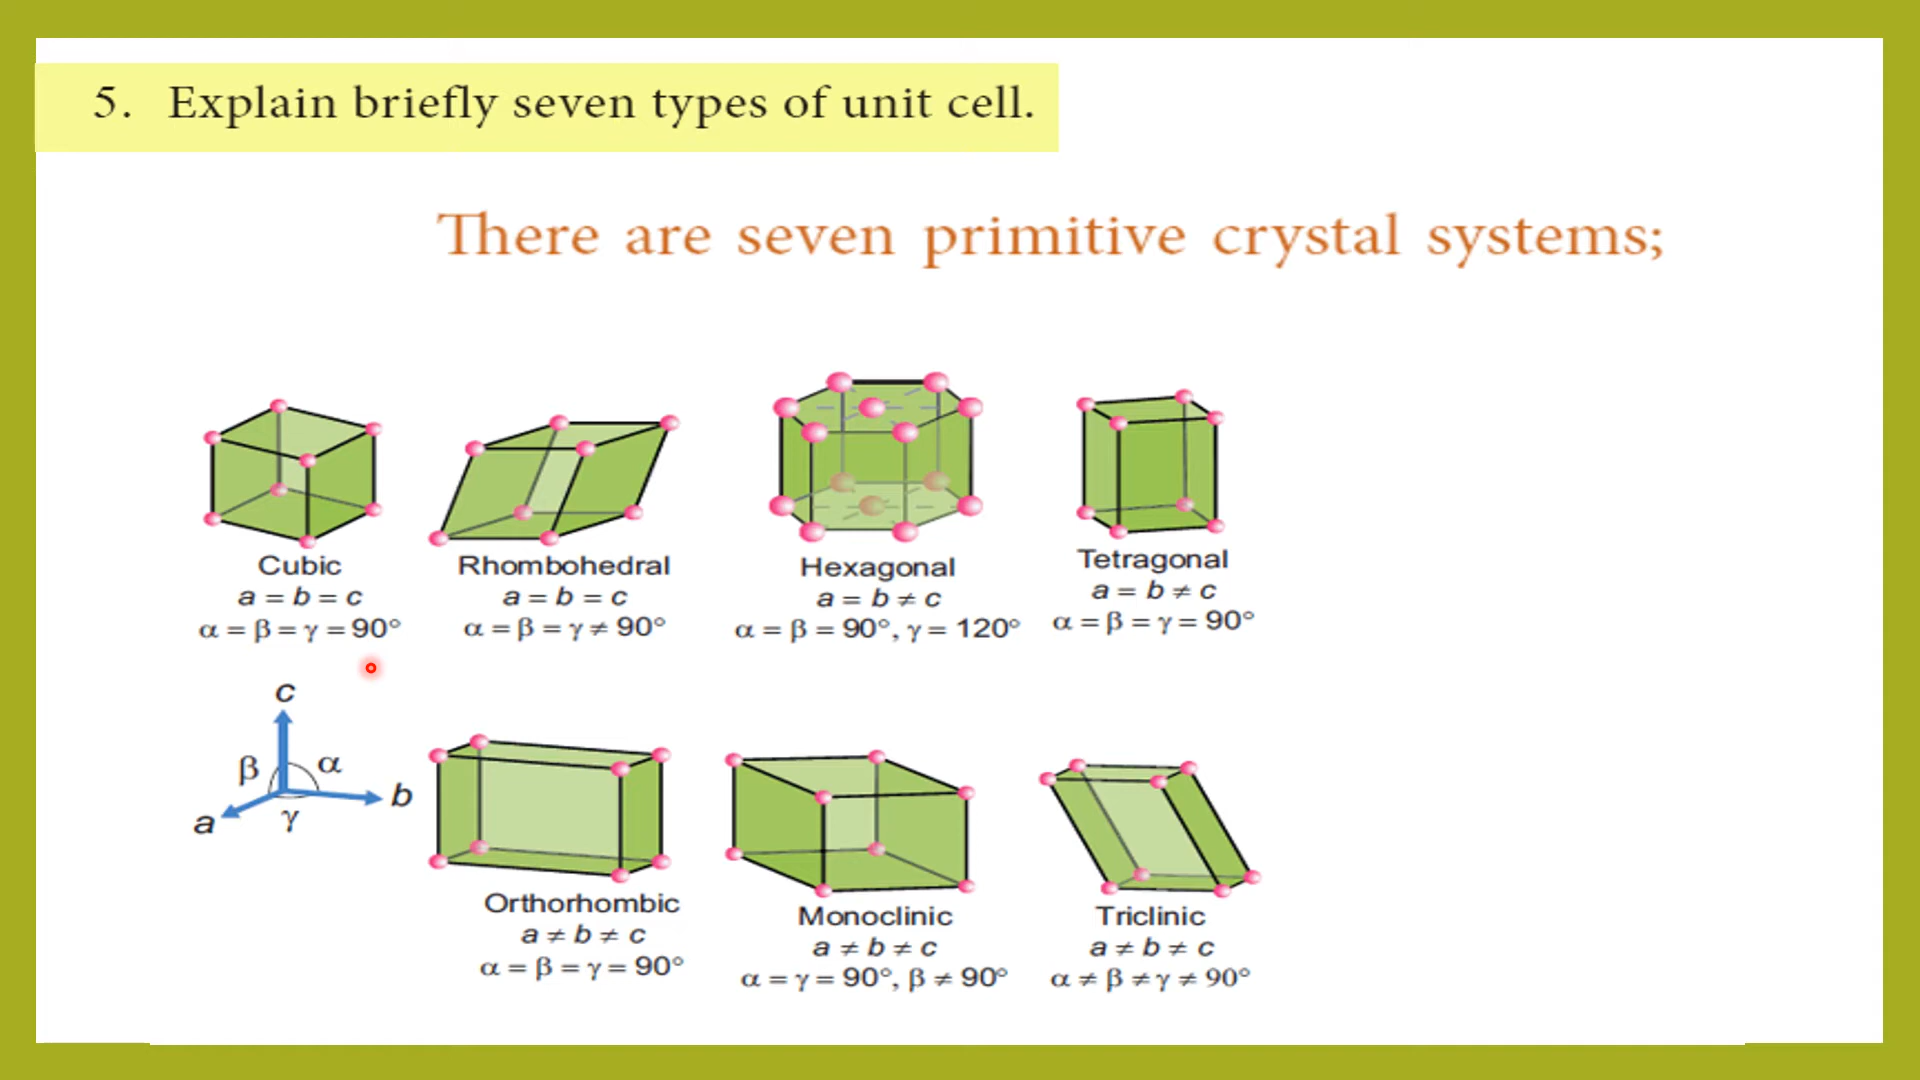 5. Explain briefly seven types of unit cell.
There are seven primitive crystal systems;
Cubic
a = b = c
α = β = γ = 90°
Rhombohedral
a = b = c
α = β = γ ≠ 90°
Hexagonal
a = b ≠ c
α = β = 90°, γ = 120°
Tetragonal
a = b ≠ c
α = β = γ = 90°
c
β α
a γ b
Orthorhombic
a ≠ b ≠ c
α = β = γ = 90°
Monoclinic
a ≠ b ≠ c
α = γ = 90°, β ≠ 90°
Triclinic
a ≠ b ≠ c
α ≠ β ≠ γ ≠ 90°